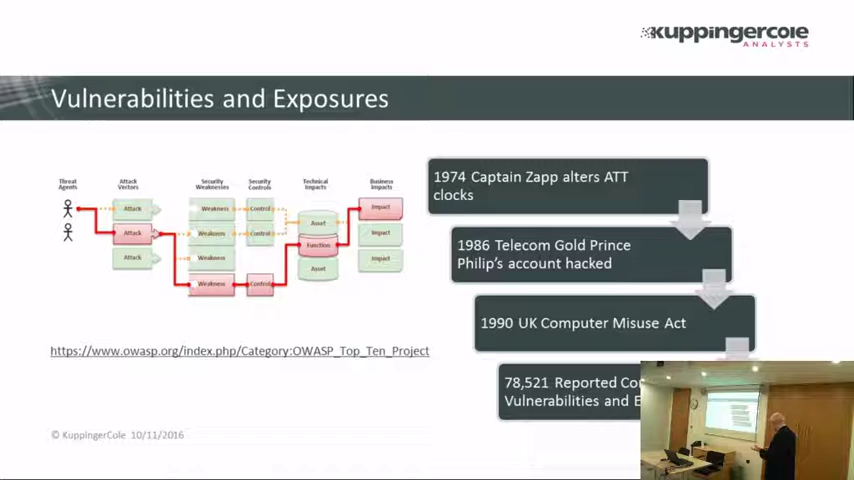 kuppingercole
ANALYSTS
Vulnerabilities and Exposures
Threat
Agents
Attack
Vectors
Security
Weaknesses
Security
Controls
Technical
Impacts
Business
Impacts
Attack
Attack
Attack
Weakness
Weakness
Weakness
Weakness
Control
Control
Control
Asset
Function
Asset
Impact
Impact
Impact
1974 Captain Zapp alters ATT
clocks
1986 Telecom Gold Prince
Philip's account hacked
1990 UK Computer Misuse Act
78,521 Reported Co
Vulnerabilities and E
https://www.owasp.org/index.php/Category:OWASP_Top_Ten_Project
© KuppingerCole 10/11/2016